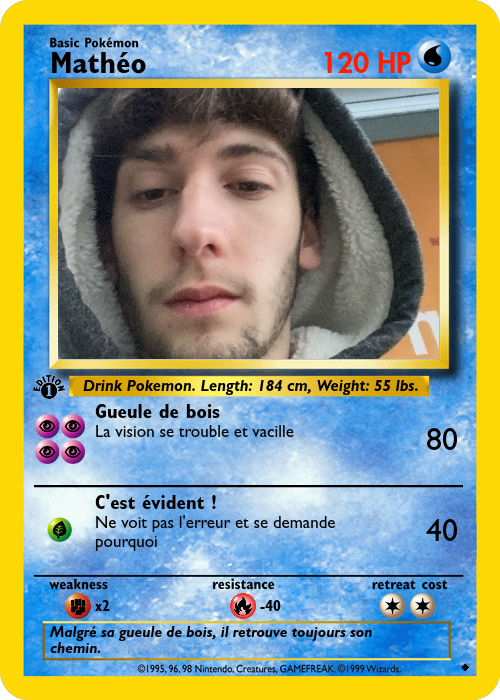 Basic Pokémon
Mathéo
120 HP
EDITION
1
Drink Pokemon. Length: 184 cm, Weight: 55 lbs.
Gueule de bois
La vision se trouble et vacille
80
C'est évident !
Ne voit pas l'erreur et se demande
pourquoi
40
weakness resistance retreat cost
x2 -40
Malgré sa gueule de bois, il retrouve toujours son
chemin.
©1995, 96, 98 Nintendo, Creatures, GAMEFREAK. ©1999 Wizards.